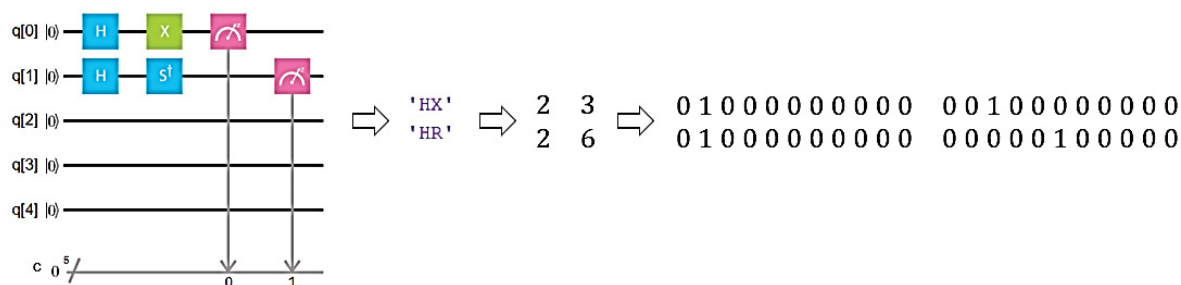 q[0] |0⟩ H X z
q[1] |0⟩ H S† z
q[2] |0⟩
q[3] |0⟩
q[4] |0⟩
c 0 5
0 1
'HX'
'HR'
2 3
2 6
0 1 0 0 0 0 0 0 0 0 0 0 0 1 0 0 0 0 0 0 0 0
0 1 0 0 0 0 0 0 0 0 0 0 0 0 0 0 1 0 0 0 0 0